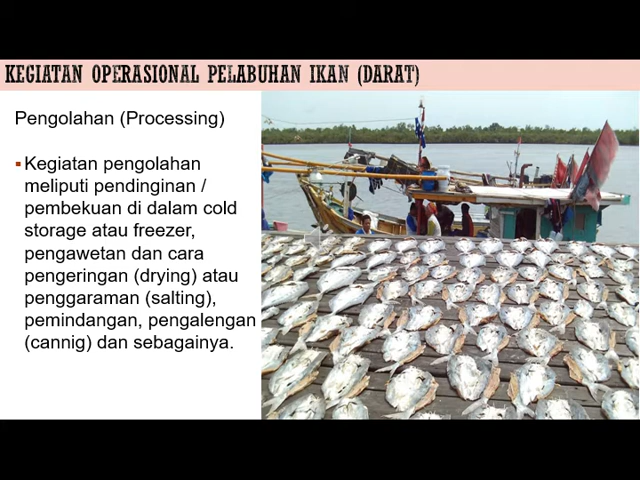 KEGIATAN OPERASIONAL PELABUHAN IKAN (DARAT)
Pengolahan (Processing)
▪ Kegiatan pengolahan
meliputi pendinginan /
pembekuan di dalam cold
storage atau freezer,
pengawetan dan cara
pengeringan (drying) atau
penggaraman (salting),
pemindangan, pengalengan
(cannig) dan sebagainya.